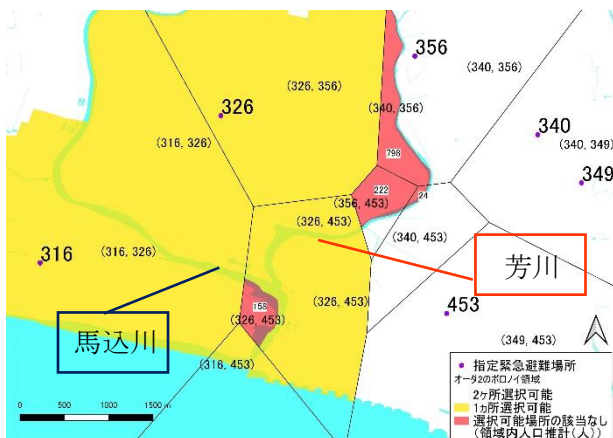 356
(340, 356)
(326, 356)
326
(340, 356)
340
(316, 326)
(340, 349)
798
349
222
24
(356, 453)
(326, 453)
(340, 453)
(316, 326)
316
芳川
158
(326, 453)
(326, 453)
453
馬込川
(349, 453)
(316, 453)
指定緊急避難場所
オーダ2のボロノイ領域
2ヶ所選択可能
1ヵ所選択可能
選択可能場所の該当なし
(領域内人口推計(人))
0 500 1000 1500 m